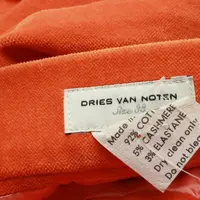 DRIES VAN NOTEN
Made in
92% COT
5% CASHMERE
3% ELASTANE
Dry clean only
Do not blea